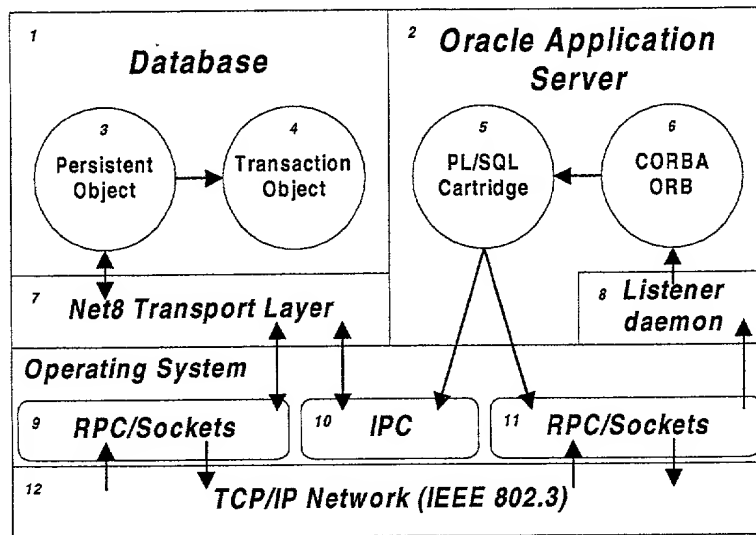 1
Database
2 Oracle Application
Server
3
Persistent
Object
4
Transaction
Object
5
PL/SQL
Cartridge
6
CORBA
ORB
7 Net8 Transport Layer
8 Listener
daemon
Operating System
9 RPC/Sockets
10 IPC
11 RPC/Sockets
12 TCP/IP Network (IEEE 802.3)